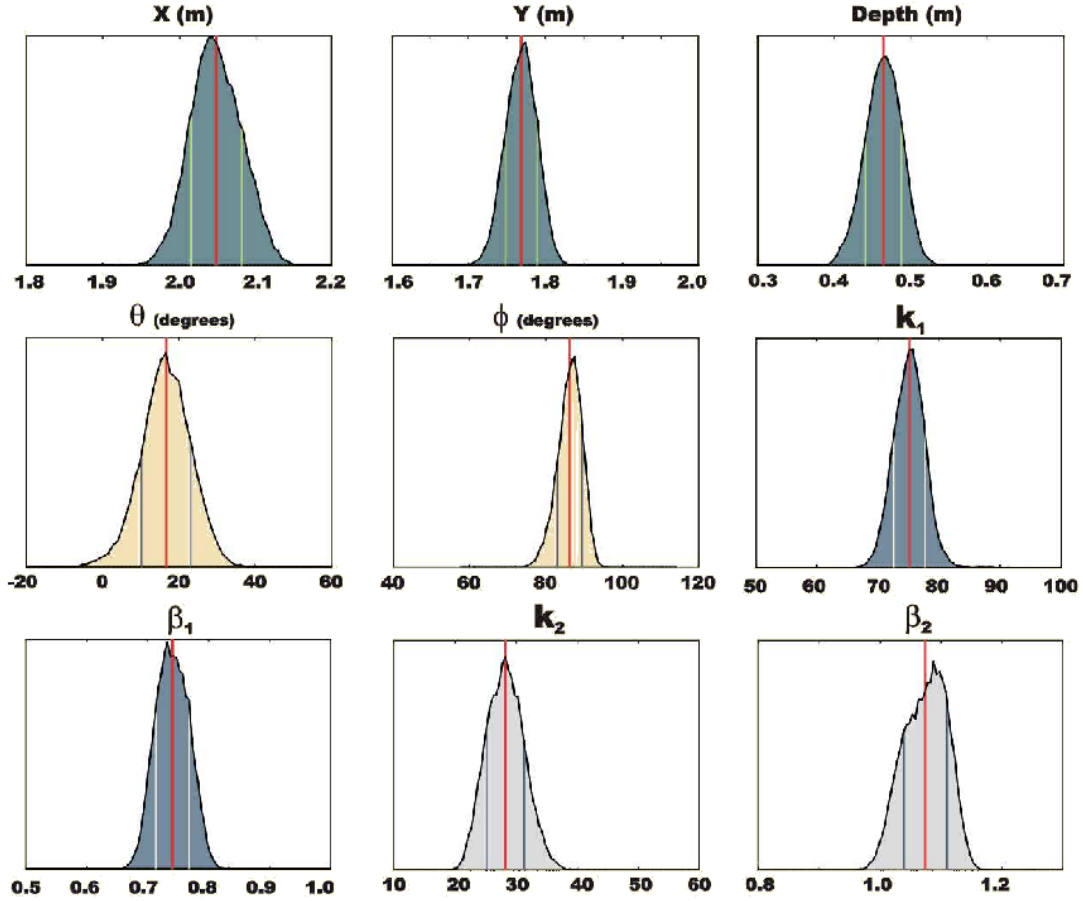 X (m) Y (m) Depth (m)
1.8 1.9 2.0 2.1 2.2 1.6 1.7 1.8 1.9 2.0 0.3 0.4 0.5 0.6 0.7
θ (degrees) ϕ (degrees) k₁
-20 0 20 40 60 40 60 80 100 120 50 60 70 80 90 100
β₁ k₂ β₂
0.5 0.6 0.7 0.8 0.9 1.0 10 20 30 40 50 60 0.8 1.0 1.2